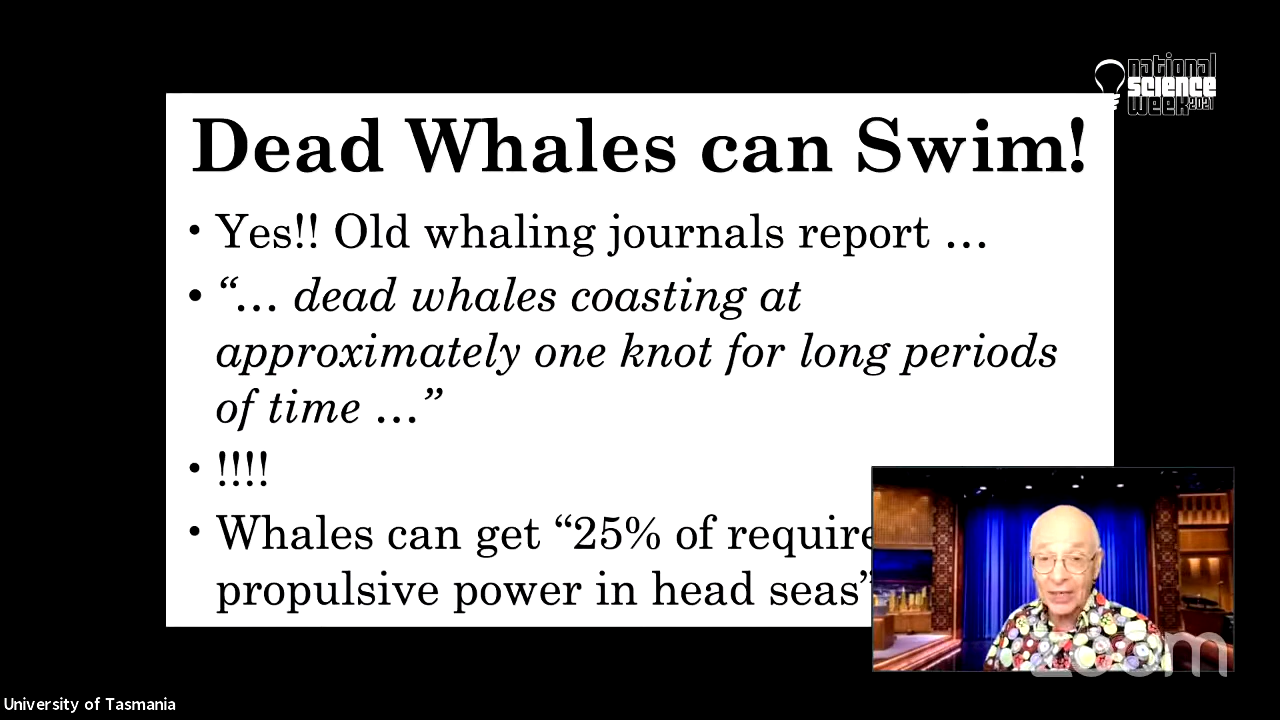 national
science
week 2021
Dead Whales can Swim!
• Yes!! Old whaling journals report …
• “… dead whales coasting at
approximately one knot for long periods
of time …”
• !!!!
• Whales can get “25% of require
propulsive power in head seas”
zoom
University of Tasmania